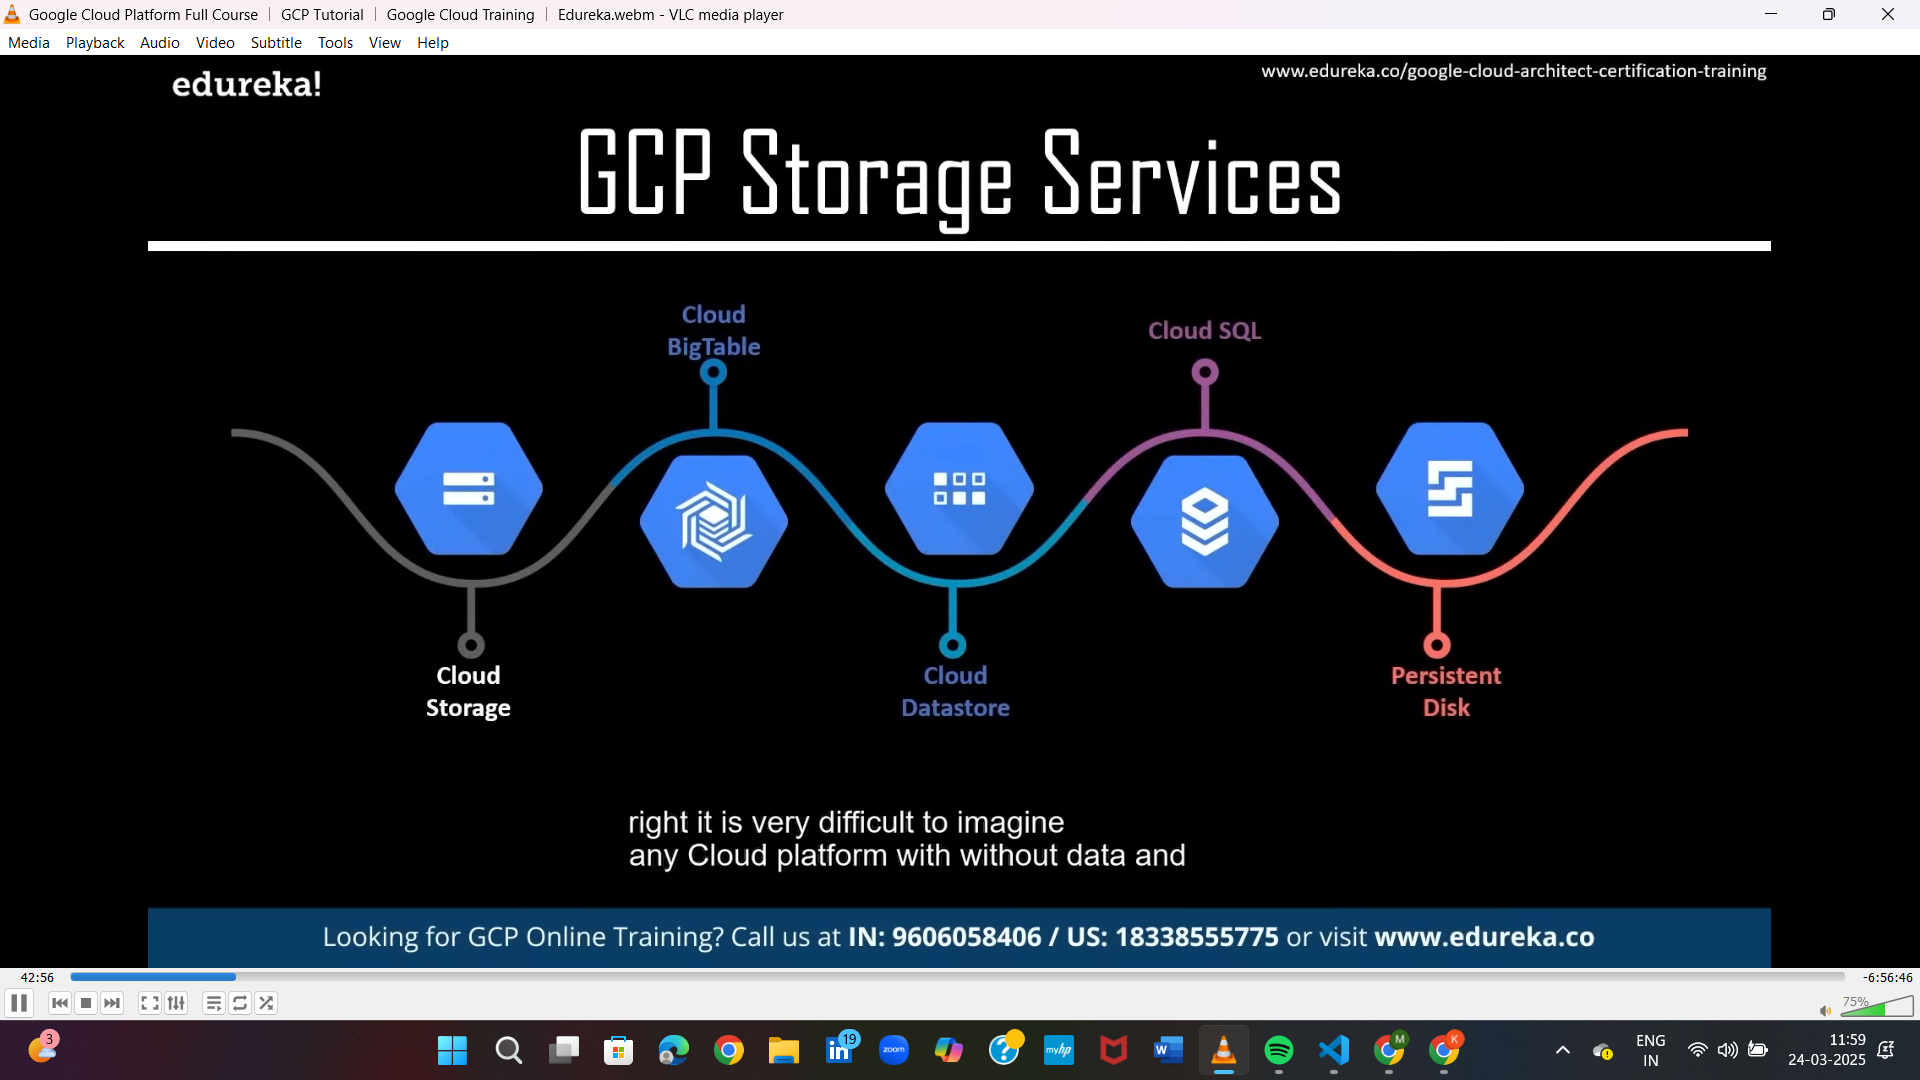 Google Cloud Platform Full Course | GCP Tutorial | Google Cloud Training | Edureka.webm - VLC media player
Media Playback Audio Video Subtitle Tools View Help
edureka!
www.edureka.co/google-cloud-architect-certification-training
GCP Storage Services
Cloud
BigTable
Cloud SQL
Cloud
Storage
Cloud
Datastore
Persistent
Disk
right it is very difficult to imagine
any Cloud platform with without data and
Looking for GCP Online Training? Call us at IN: 9606058406 / US: 18338555775 or visit www.edureka.co
42:56
-6:56:46
75%
3
19
zoom
myhp
W
M
K
ENG
IN
11:59
24-03-2025